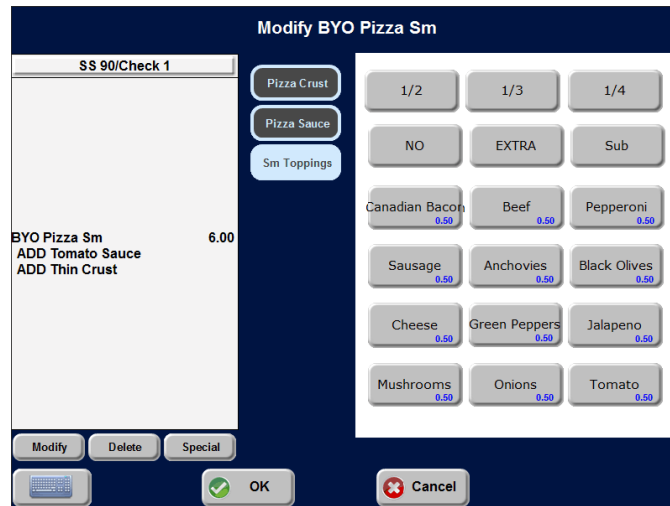 Modify BYO Pizza Sm
SS 90/Check 1
BYO Pizza Sm 6.00
ADD Tomato Sauce
ADD Thin Crust
Pizza Crust
Pizza Sauce
Sm Toppings
1/2 1/3 1/4
NO EXTRA Sub
Canadian Bacon Beef Pepperoni
0.50 0.50 0.50
Sausage Anchovies Black Olives
0.50 0.50 0.50
Cheese Green Peppers Jalapeno
0.50 0.50 0.50
Mushrooms Onions Tomato
0.50 0.50 0.50
Modify Delete Special
OK Cancel